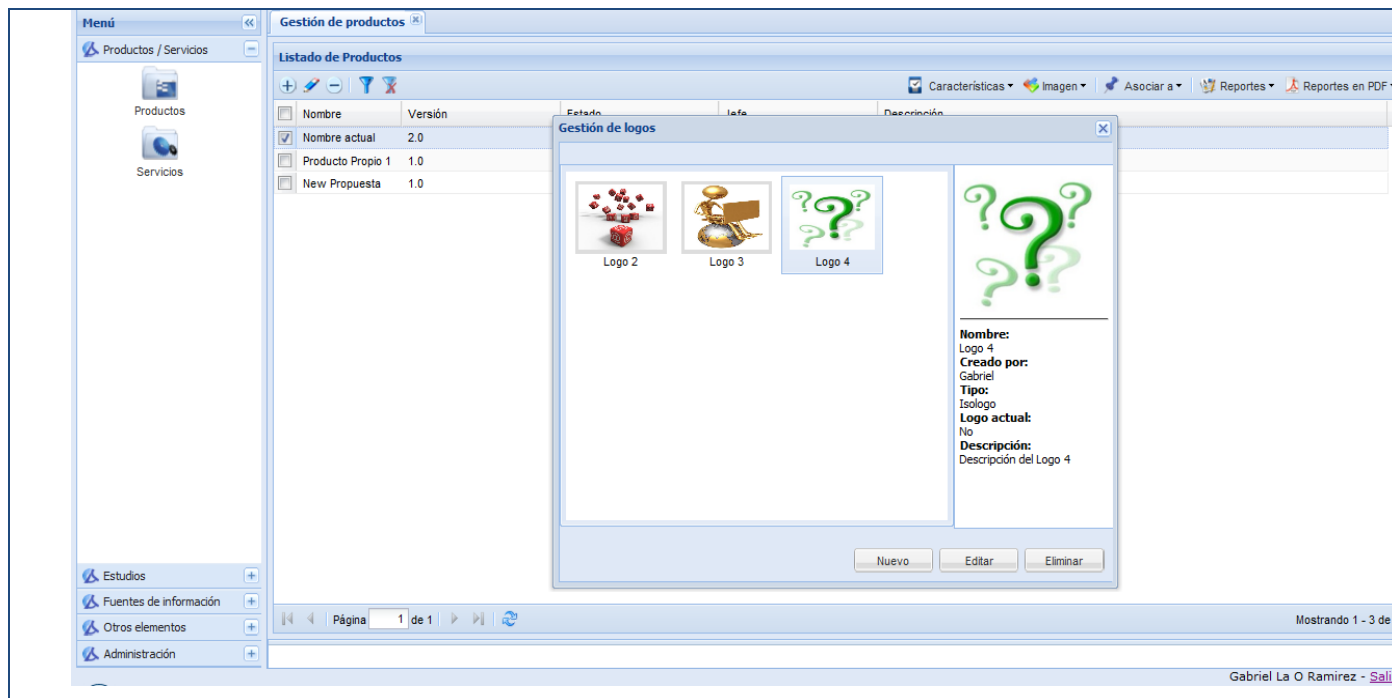 Menú
Gestión de productos
Productos / Servicios
Listado de Productos
Características
Imagen
Asociar a
Reportes
Reportes en PDF
Productos
Servicios
Nombre Versión Estado Jefe Descripción
Nombre actual 2.0
Producto Propio 1 1.0
New Propuesta 1.0
Gestión de logos
Logo 2
Logo 3
Logo 4
Nombre:
Logo 4
Creado por:
Gabriel
Tipo:
Isologo
Logo actual:
No
Descripción:
Descripción del Logo 4
Nuevo
Editar
Eliminar
Estudios
Fuentes de información
Otros elementos
Administración
Página 1 de 1
Mostrando 1 - 3 de
Gabriel La O Ramirez - Sali